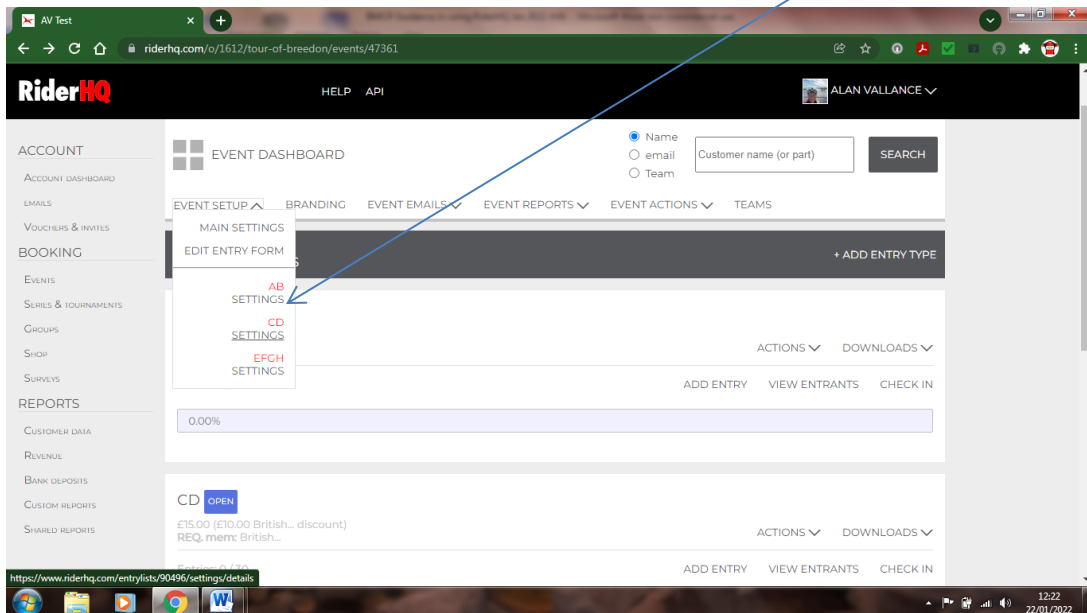 AV Test
riderhq.com/o/1612/tour-of-breedon/events/47361
RiderHQ
HELP API
ALAN VALLANCE
ACCOUNT
ACCOUNT DASHBOARD
EMAILS
VOUCHERS & INVITES
BOOKING
EVENTS
SERIES & TOURNAMENTS
GROUPS
SHOP
SURVEYS
REPORTS
CUSTOMER DATA
REVENUE
BANK DEPOSITS
CUSTOM REPORTS
SHARED REPORTS
EVENT DASHBOARD
Name
email
Team
Customer name (or part)
SEARCH
EVENT SETUP BRANDING EVENT EMAILS EVENT REPORTS EVENT ACTIONS TEAMS
MAIN SETTINGS
EDIT ENTRY FORM
AB
SETTINGS
CD
SETTINGS
EFGH
SETTINGS
+ ADD ENTRY TYPE
ACTIONS DOWNLOADS
ADD ENTRY VIEW ENTRANTS CHECK IN
0.00%
CD OPEN
£15.00 (£10.00 British... discount)
REQ. mem: British...
ACTIONS DOWNLOADS
Entries: 0 / 30
ADD ENTRY VIEW ENTRANTS CHECK IN
https://www.riderhq.com/entrylists/90496/settings/details
12:22
22/01/2022